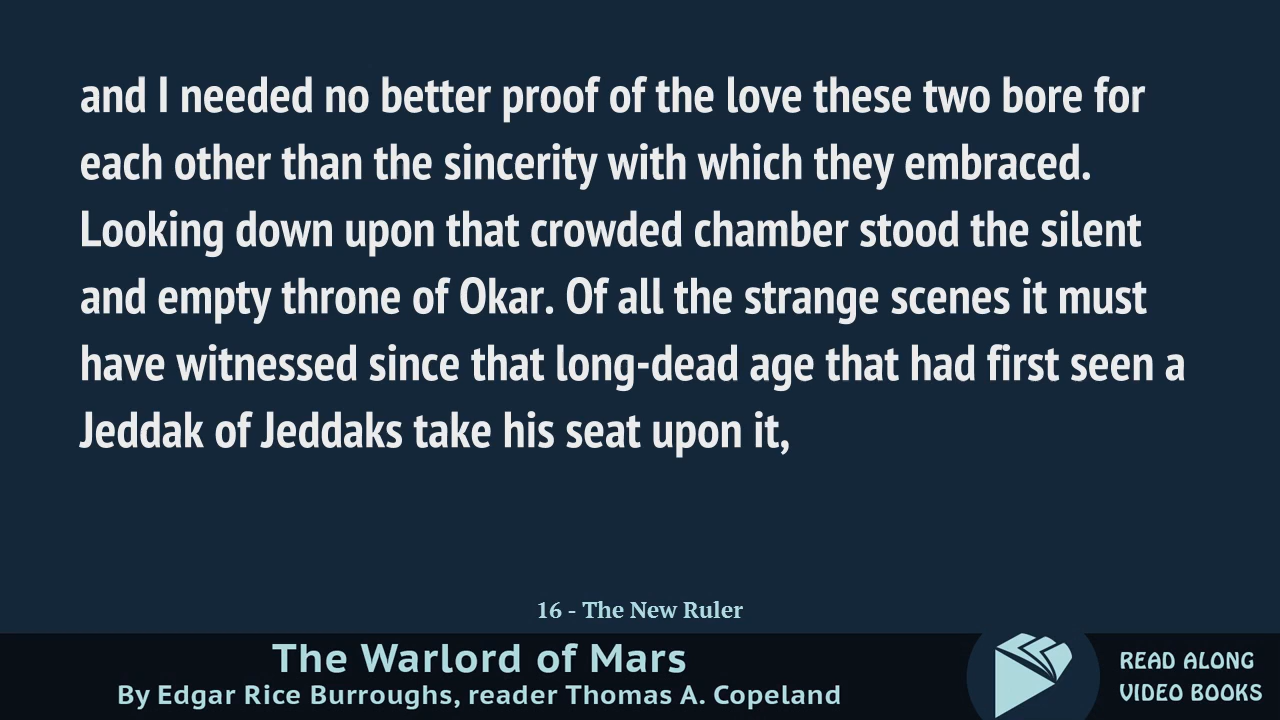 and I needed no better proof of the love these two bore for
each other than the sincerity with which they embraced.
Looking down upon that crowded chamber stood the silent
and empty throne of Okar. Of all the strange scenes it must
have witnessed since that long-dead age that had first seen a
Jeddak of Jeddaks take his seat upon it,
16 - The New Ruler
The Warlord of Mars
By Edgar Rice Burroughs, reader Thomas A. Copeland
READ ALONG
VIDEO BOOKS